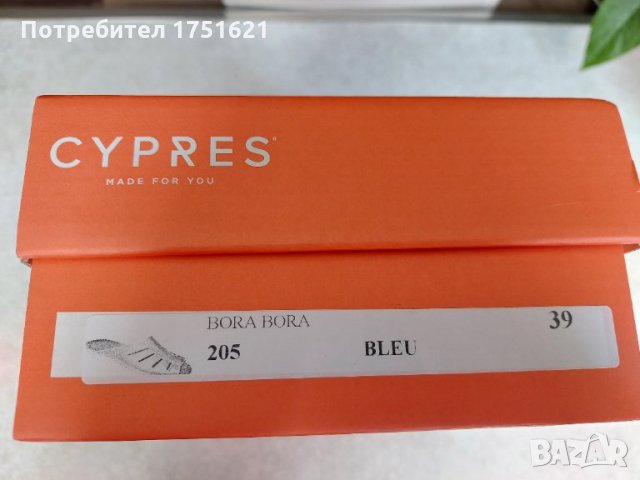 Потребител 1751621
CYPRES
MADE FOR YOU
BORA BORA 39
205 BLEU
BAZAR